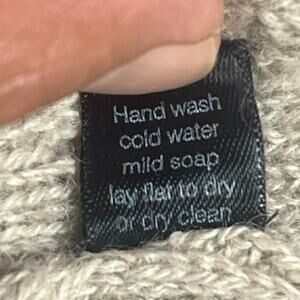 Hand wash
cold water
mild soap
lay flat to dry
or dry clean